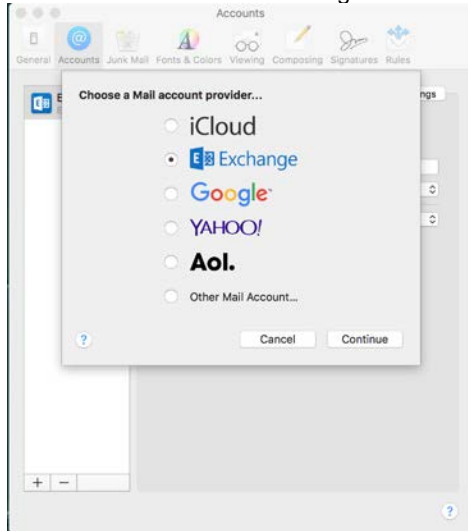 Accounts
General Accounts Junk Mail Fonts & Colors Viewing Composing Signatures Rules
Choose a Mail account provider...
ngs
iCloud
Exchange
Google
YAHOO!
Aol.
Other Mail Account...
? Cancel Continue
+ −
?